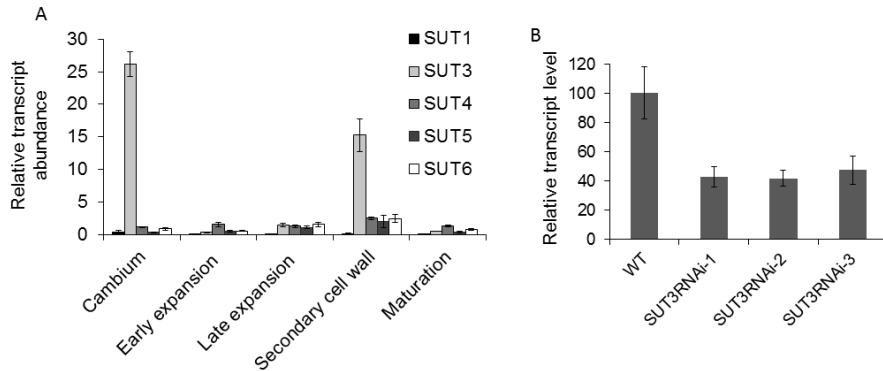 A
Relative transcript
abundance
30
25
20
15
10
5
0
SUT1
SUT3
SUT4
SUT5
SUT6
Cambium
Early expansion
Late expansion
Secondary cell wall
Maturation
B
Relative transcript level
120
100
80
60
40
20
0
WT
SUT3RNAi-1
SUT3RNAi-2
SUT3RNAi-3